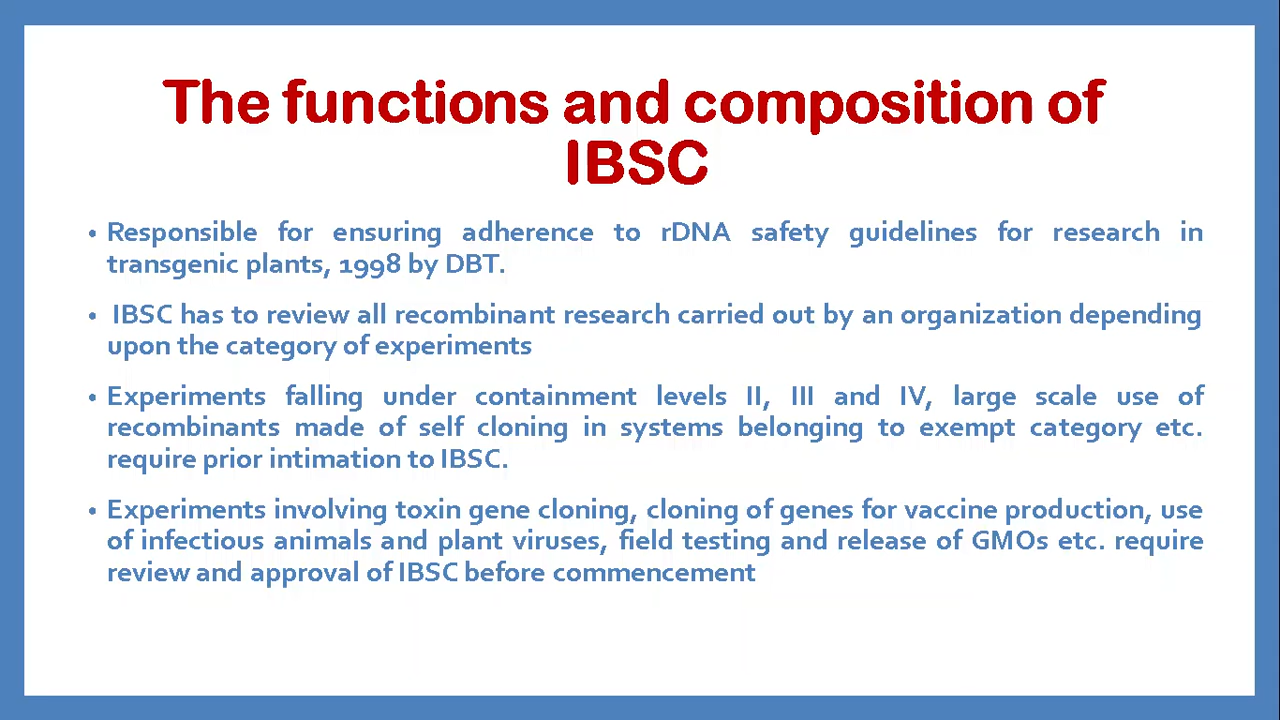 The functions and composition of
IBSC
• Responsible for ensuring adherence to rDNA safety guidelines for research in
transgenic plants, 1998 by DBT.
• IBSC has to review all recombinant research carried out by an organization depending
upon the category of experiments
• Experiments falling under containment levels II, III and IV, large scale use of
recombinants made of self cloning in systems belonging to exempt category etc.
require prior intimation to IBSC.
• Experiments involving toxin gene cloning, cloning of genes for vaccine production, use
of infectious animals and plant viruses, field testing and release of GMOs etc. require
review and approval of IBSC before commencement